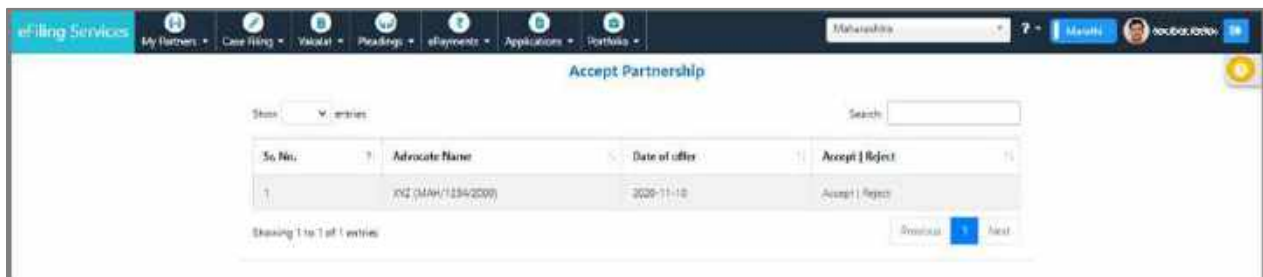 eFiling Services My Partners Case Filing Vakalat Pleadings ePayments Applications Portfolio Maharashtra ? Marathi
Accept Partnership
Show entries Search:
Sr. No. Advocate Name Date of offer Accept | Reject
1 XYZ (MAH/1234/2000) 2020-11-10 Accept | Reject
Showing 1 to 1 of 1 entries Previous 1 Next